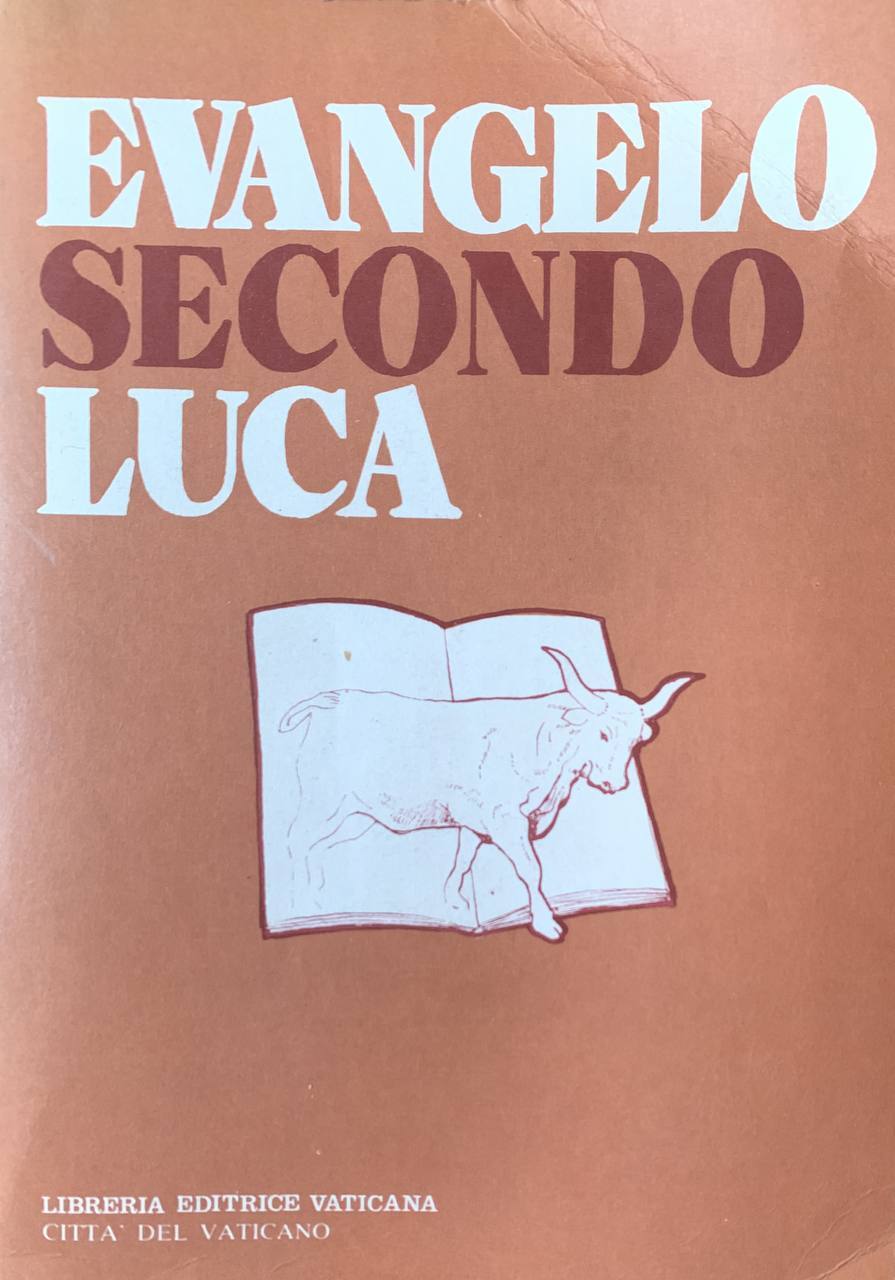 EVANGELO
SECONDO
LUCA
LIBRERIA EDITRICE VATICANA
CITTA' DEL VATICANO